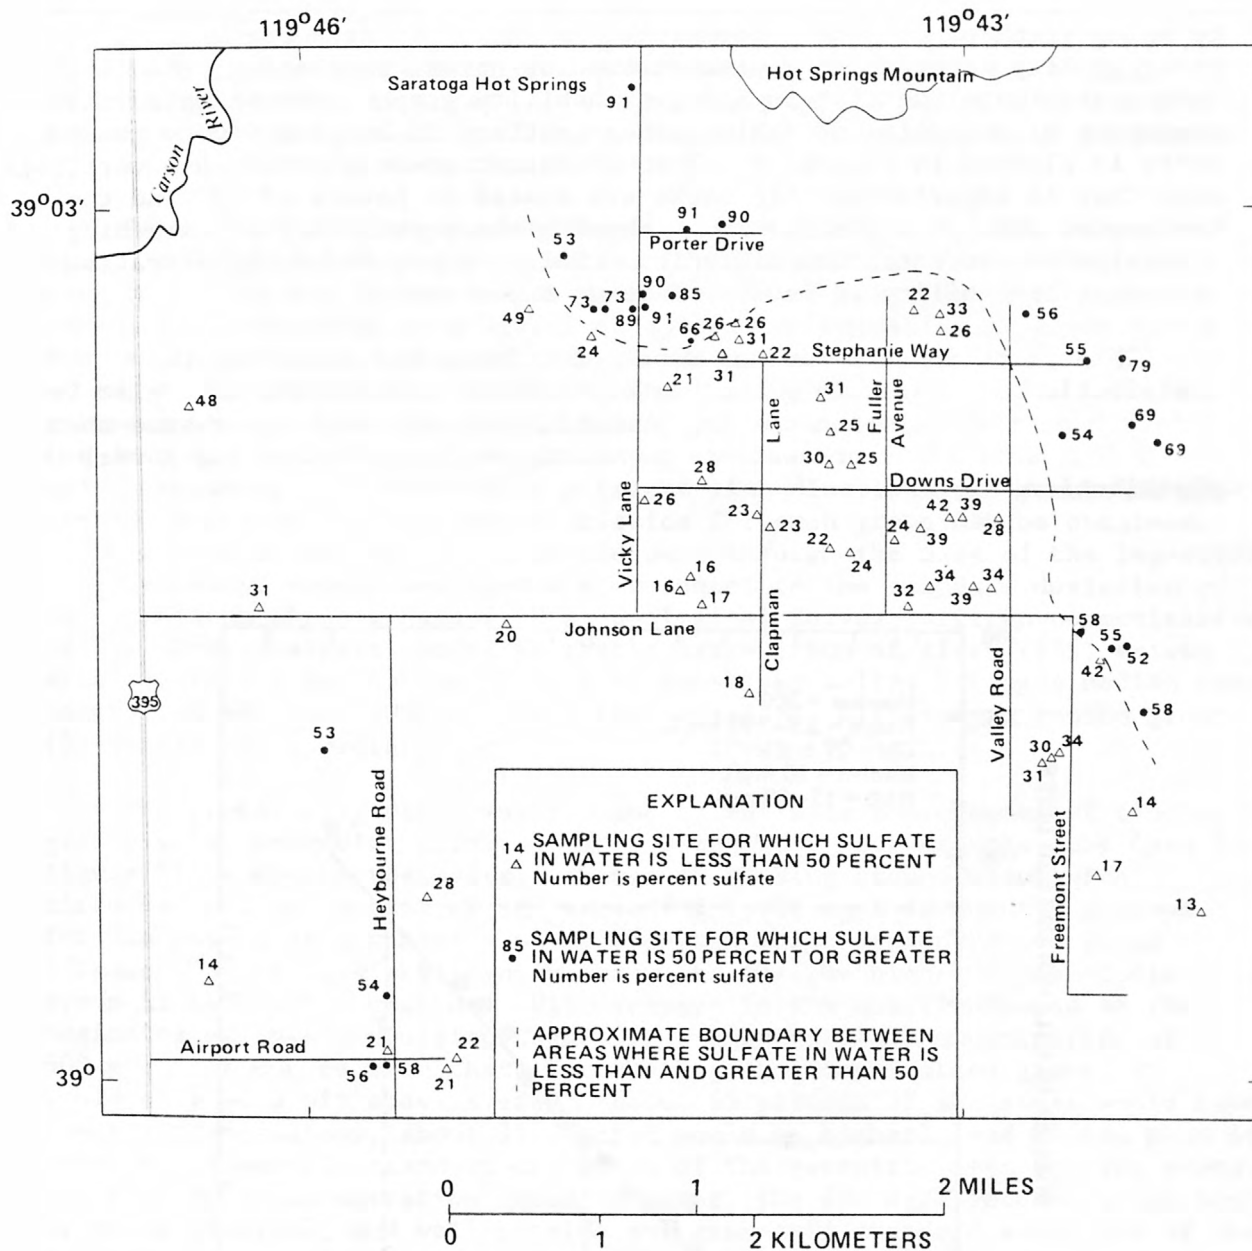 119°46'
119°43'
Saratoga Hot Springs
91
Hot Springs Mountain
Carson River
39°03'
91 90
Porter Drive
53
90
85
49
73 73
89 91
66
26 26
31
24
22
33
26
56
22
Stephanie Way
55
79
21
31
48
31
Lane
Fuller Avenue
25
54
69
69
30 25
28
Downs Drive
26
23
23
42 39
28
24
39
22
24
Vicky Lane
16
16
17
34
34
32
39
31
20
Johnson Lane
Clapman
58
55
52
42
58
18
395
53
Valley Road
30
34
31
Heybourne Road
14
17
13
Fremont Street
EXPLANATION
14
SAMPLING SITE FOR WHICH SULFATE
IN WATER IS LESS THAN 50 PERCENT
Number is percent sulfate
85
SAMPLING SITE FOR WHICH SULFATE
IN WATER IS 50 PERCENT OR GREATER
Number is percent sulfate
APPROXIMATE BOUNDARY BETWEEN
AREAS WHERE SULFATE IN WATER IS
LESS THAN AND GREATER THAN 50
PERCENT
28
14
54
Airport Road
21
22
56
58
21
39°
0 1 2 MILES
0 1 2 KILOMETERS